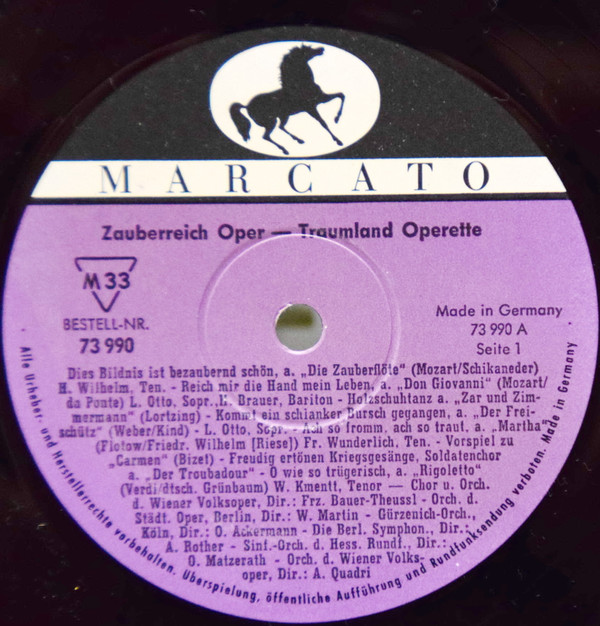 MARCATO
Zauberreich Oper — Traumland Operette
M 33
BESTELL-NR.
73 990
Made in Germany
73 990 A
Seite 1
Dies Bildnis ist bezaubernd schön, a. „Die Zauberflöte" (Mozart/Schikaneder)
H. Wilhelm, Ten. - Reich mir die Hand mein Leben, a. „Don Giovanni" (Mozart/
da Ponte) L. Otto, Sopr., E. Brauer, Bariton - Holzschuhtanz a. „Zar und Zim-
mermann" (Lortzing) - Kommt ein schlanker Bursch gegangen, a. „Der Frei-
schütz" (Weber/Kind) - L. Otto, Sopr.- Ach so fromm, ach so traut, a. „Martha"
(Flotow/Friedr. Wilhelm [Riese]) Fr. Wunderlich, Ten. - Vorspiel zu
„Carmen" (Bizet) - Freudig ertönen Kriegsgesänge, Soldatenchor
a. „Der Troubadour" - O wie so trügerisch, a. „Rigoletto"
(Verdi/dtsch. Grünbaum) W. Kmentt, Tenor — Chor u. Orch.
d. Wiener Volksoper, Dir.: Frz. Bauer-Theussl - Orch. d.
Städt. Oper, Berlin, Dir.: W. Martin - Gürzenich-Orch.,
Köln, Dir.: O. Ackermann - Die Berl. Symphon., Dir.:
A. Rother - Sinf.-Orch. d. Hess. Rundf., Dir.:
O. Matzerath - Orch. d. Wiener Volks-
oper, Dir.: A. Quadri
Alle Urheber- und Herstellerrechte vorbehalten. Überspielung, öffentliche Aufführung und Rundfunksendung verboten. Made in Germany